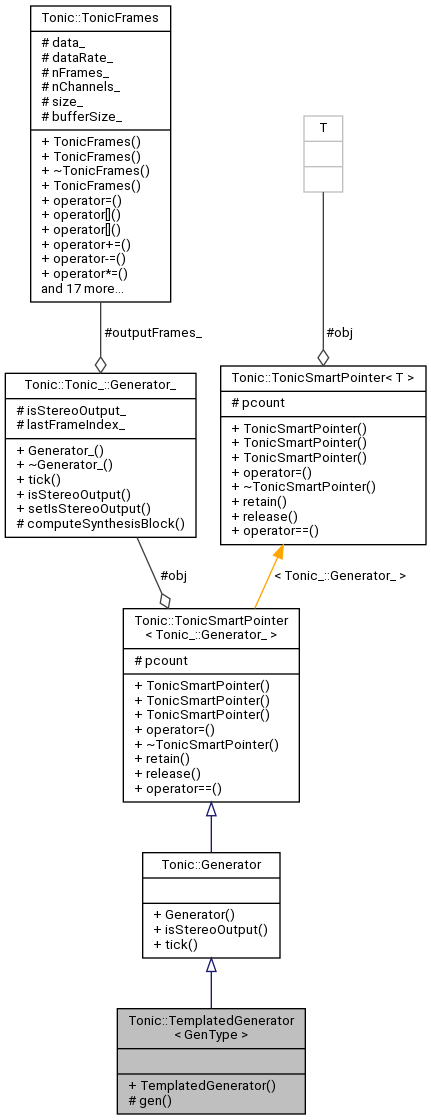 Tonic::TonicFrames
# data_
# dataRate_
# nFrames_
# nChannels_
# size_
# bufferSize_
+ TonicFrames()
+ TonicFrames()
+ ~TonicFrames()
+ TonicFrames()
+ operator=()
+ operator[]()
+ operator[]()
+ operator+=()
+ operator-=()
+ operator*=()
and 17 more...
T
#outputFrames_
#obj
Tonic::Tonic_::Generator_
# isStereoOutput_
# lastFrameIndex_
+ Generator_()
+ ~Generator_()
+ tick()
+ isStereoOutput()
+ setIsStereoOutput()
# computeSynthesisBlock()
Tonic::TonicSmartPointer< T >
# pcount
+ TonicSmartPointer()
+ TonicSmartPointer()
+ TonicSmartPointer()
+ operator=()
+ ~TonicSmartPointer()
+ retain()
+ release()
+ operator==()
#obj
< Tonic_::Generator_ >
Tonic::TonicSmartPointer
< Tonic_::Generator_ >
# pcount
+ TonicSmartPointer()
+ TonicSmartPointer()
+ TonicSmartPointer()
+ operator=()
+ ~TonicSmartPointer()
+ retain()
+ release()
+ operator==()
Tonic::Generator
+ Generator()
+ isStereoOutput()
+ tick()
Tonic::TemplatedGenerator
< GenType >
+ TemplatedGenerator()
# gen()